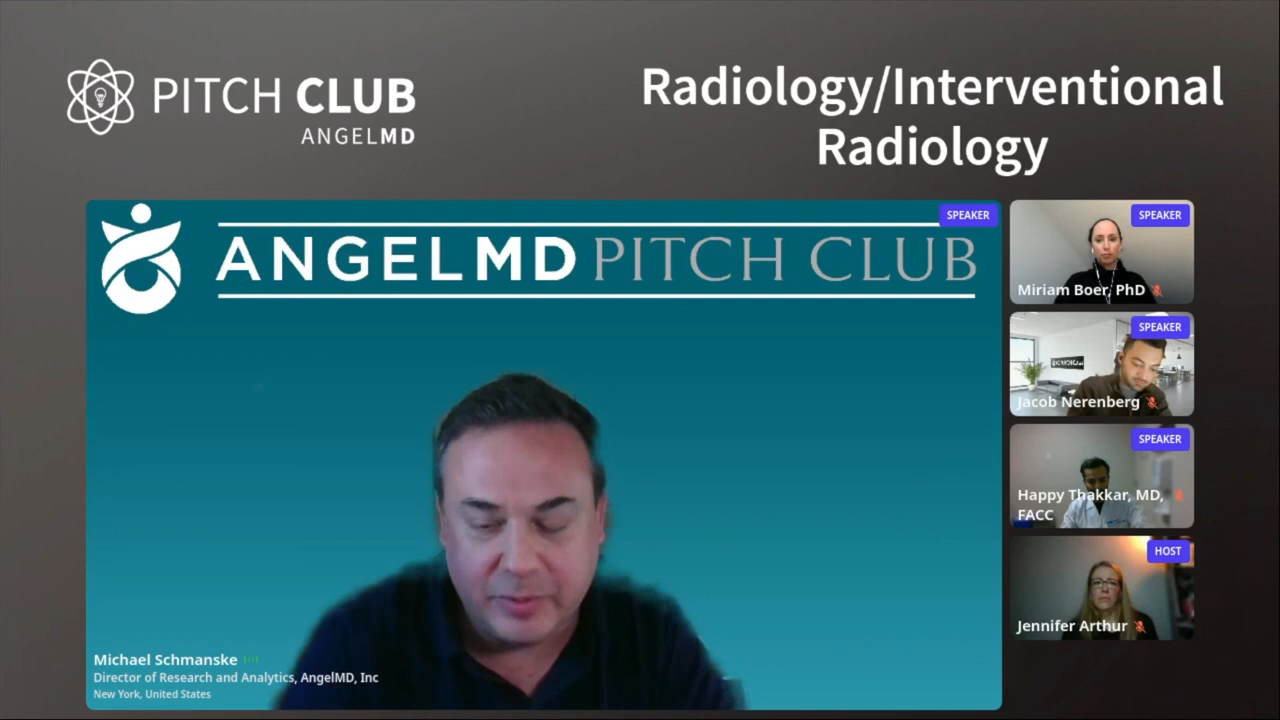 PITCH CLUB
ANGELMD
Radiology/Interventional
Radiology
ANGELMD PITCH CLUB
SPEAKER
Michael Schmanske
Director of Research and Analytics, AngelMD, Inc
New York, United States
SPEAKER
Miriam Boer, PhD
SPEAKER
Jacob Nerenberg
SPEAKER
Happy Thakkar, MD,
FACC
HOST
Jennifer Arthur